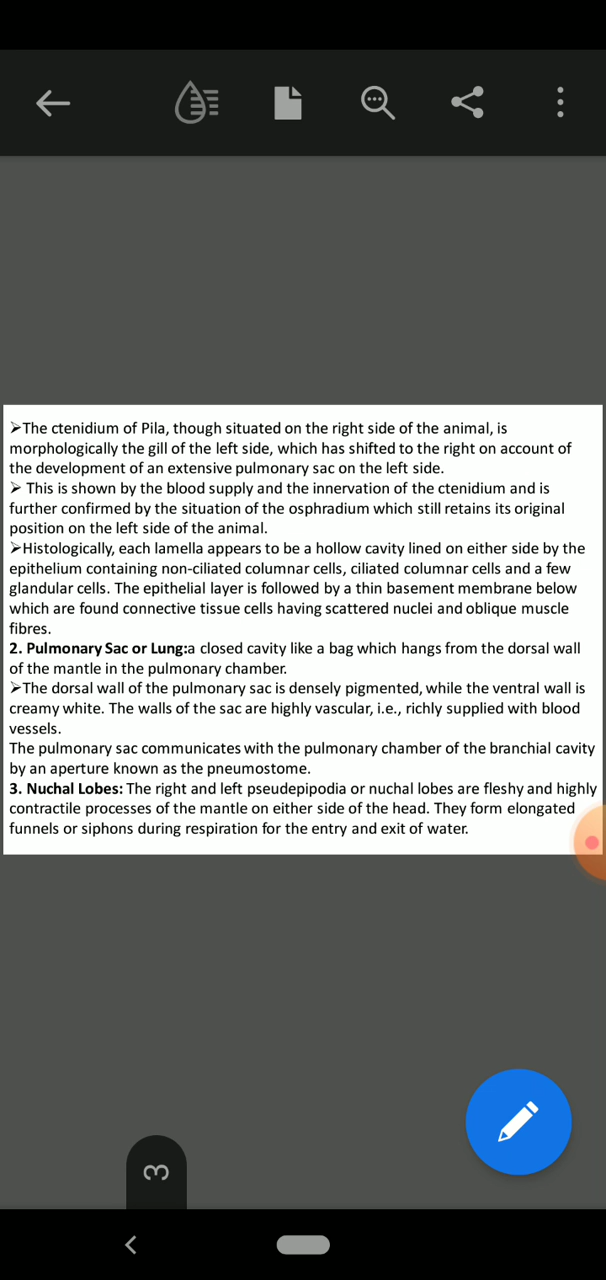 ➢The ctenidium of Pila, though situated on the right side of the animal, is
morphologically the gill of the left side, which has shifted to the right on account of
the development of an extensive pulmonary sac on the left side.
➢ This is shown by the blood supply and the innervation of the ctenidium and is
further confirmed by the situation of the osphradium which still retains its original
position on the left side of the animal.
➢Histologically, each lamella appears to be a hollow cavity lined on either side by the
epithelium containing non-ciliated columnar cells, ciliated columnar cells and a few
glandular cells. The epithelial layer is followed by a thin basement membrane below
which are found connective tissue cells having scattered nuclei and oblique muscle
fibres.
2. Pulmonary Sac or Lung:a closed cavity like a bag which hangs from the dorsal wall
of the mantle in the pulmonary chamber.
➢The dorsal wall of the pulmonary sac is densely pigmented, while the ventral wall is
creamy white. The walls of the sac are highly vascular, i.e., richly supplied with blood
vessels.
The pulmonary sac communicates with the pulmonary chamber of the branchial cavity
by an aperture known as the pneumostome.
3. Nuchal Lobes: The right and left pseudepipodia or nuchal lobes are fleshy and highly
contractile processes of the mantle on either side of the head. They form elongated
funnels or siphons during respiration for the entry and exit of water.
3